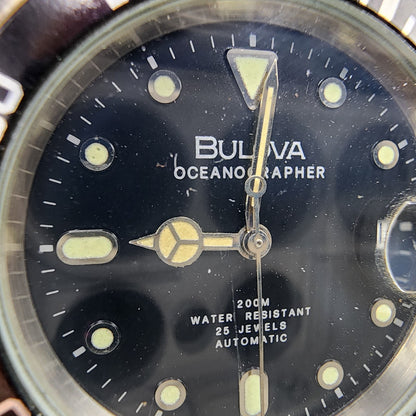 BULOVA
OCEANOGRAPHER
200M
WATER RESISTANT
25 JEWELS
AUTOMATIC